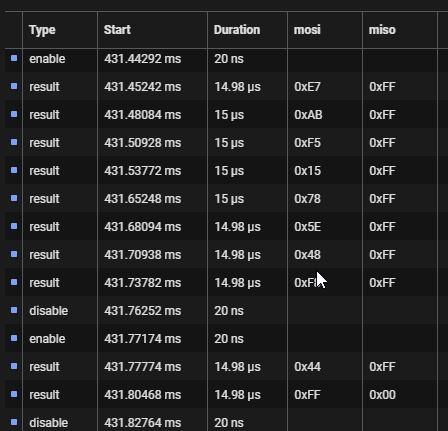 Type Start Duration mosi miso
enable 431.44292 ms 20 ns
result 431.45242 ms 14.98 µs 0xE7 0xFF
result 431.48084 ms 15 µs 0xAB 0xFF
result 431.50928 ms 15 µs 0xF5 0xFF
result 431.53772 ms 15 µs 0x15 0xFF
result 431.65248 ms 15 µs 0x78 0xFF
result 431.68094 ms 14.98 µs 0x5E 0xFF
result 431.70938 ms 14.98 µs 0x48 0xFF
result 431.73782 ms 14.98 µs 0xFF
disable 431.76252 ms 20 ns
enable 431.77174 ms 20 ns
result 431.77774 ms 14.98 µs 0x44 0xFF
result 431.80468 ms 14.98 µs 0xFF 0x00
disable 431.82764 ms 20 ns